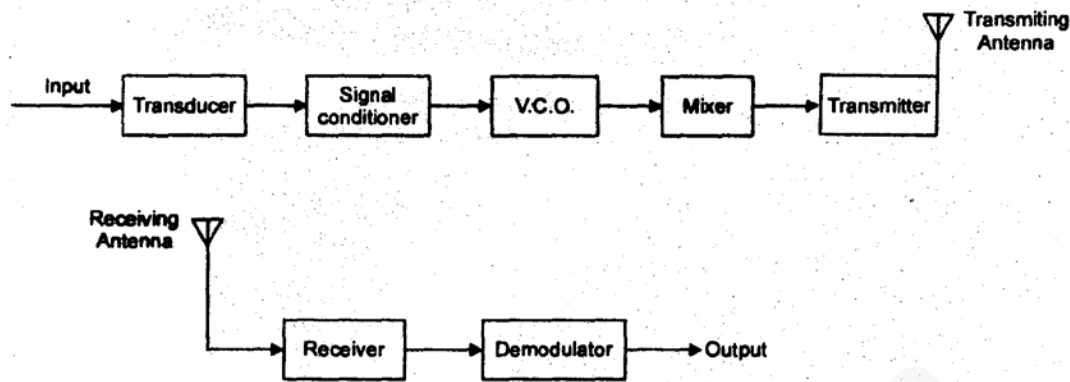 Transmiting
Antenna
Input
Transducer
Signal
conditioner
V.C.O.
Mixer
Transmitter
Receiving
Antenna
Receiver
Demodulator
Output